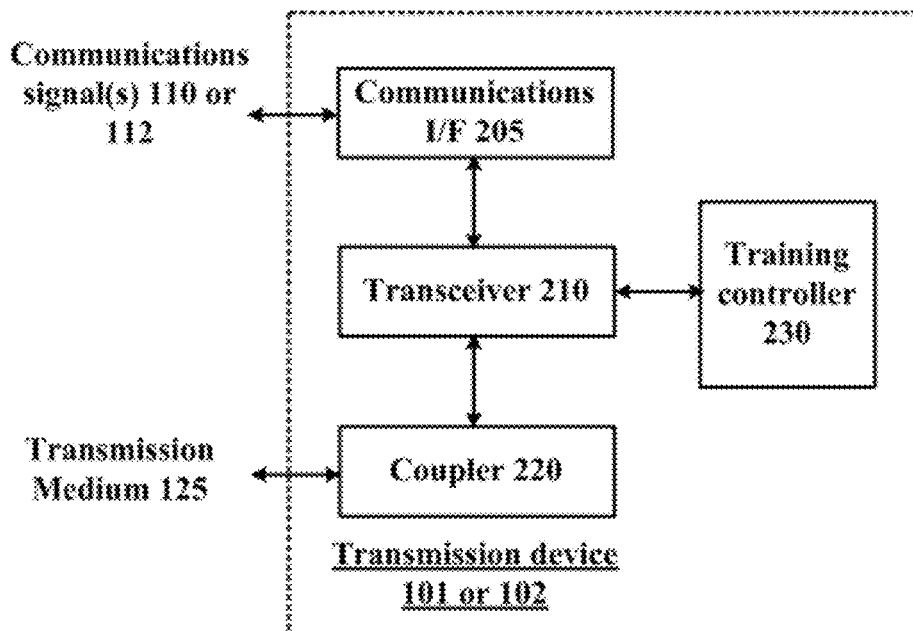 Communications
signal(s) 110 or
112
Communications
I/F 205
Transceiver 210
Training
controller
230
Transmission
Medium 125
Coupler 220
Transmission device
101 or 102